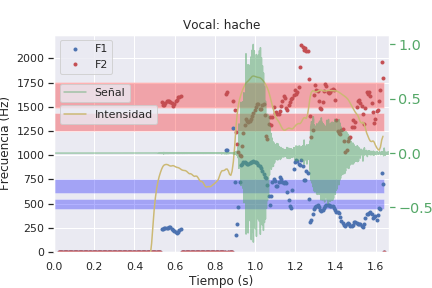 Vocal: hache
F1
F2
Señal
Intensidad
Frecuencia (Hz)
2000
1750
1500
1250
1000
750
500
250
0
1.0
0.5
0.0
−0.5
0.0 0.2 0.4 0.6 0.8 1.0 1.2 1.4 1.6
Tiempo (s)